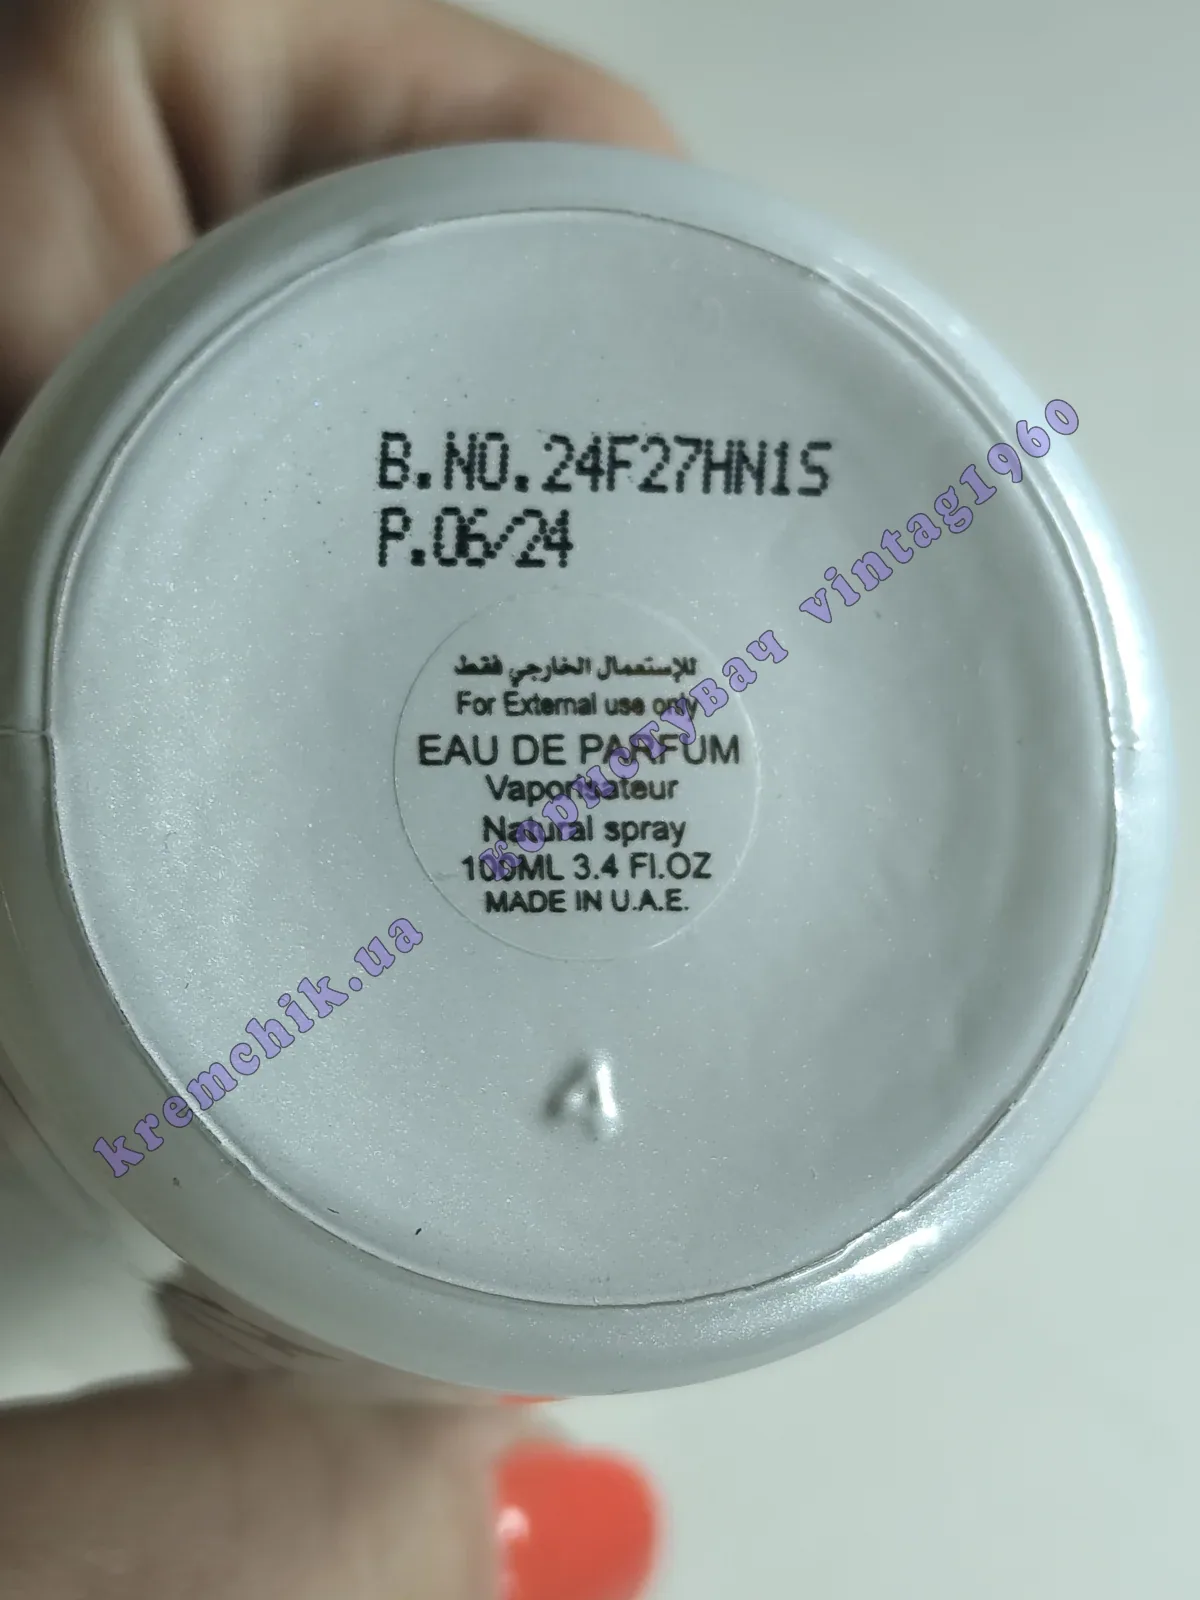 B.NO.24F27HN1S
P.06/24
للإستعمال الخارجي فقط
For External use only
EAU DE PARFUM
Vaporisateur
Natural spray
100ML 3.4 Fl.OZ
MADE IN U.A.E.
A
kremchik.ua користувач vintag1960